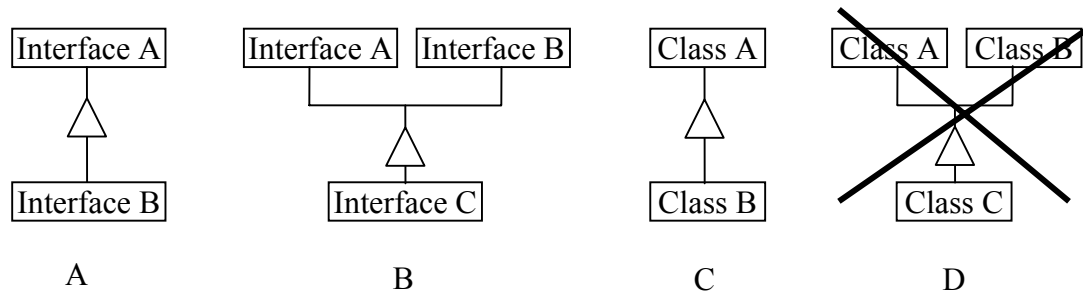 Interface A
Interface A
Interface B
Class A
Class A
Class B
Interface B
Interface C
Class B
Class C
A
B
C
D